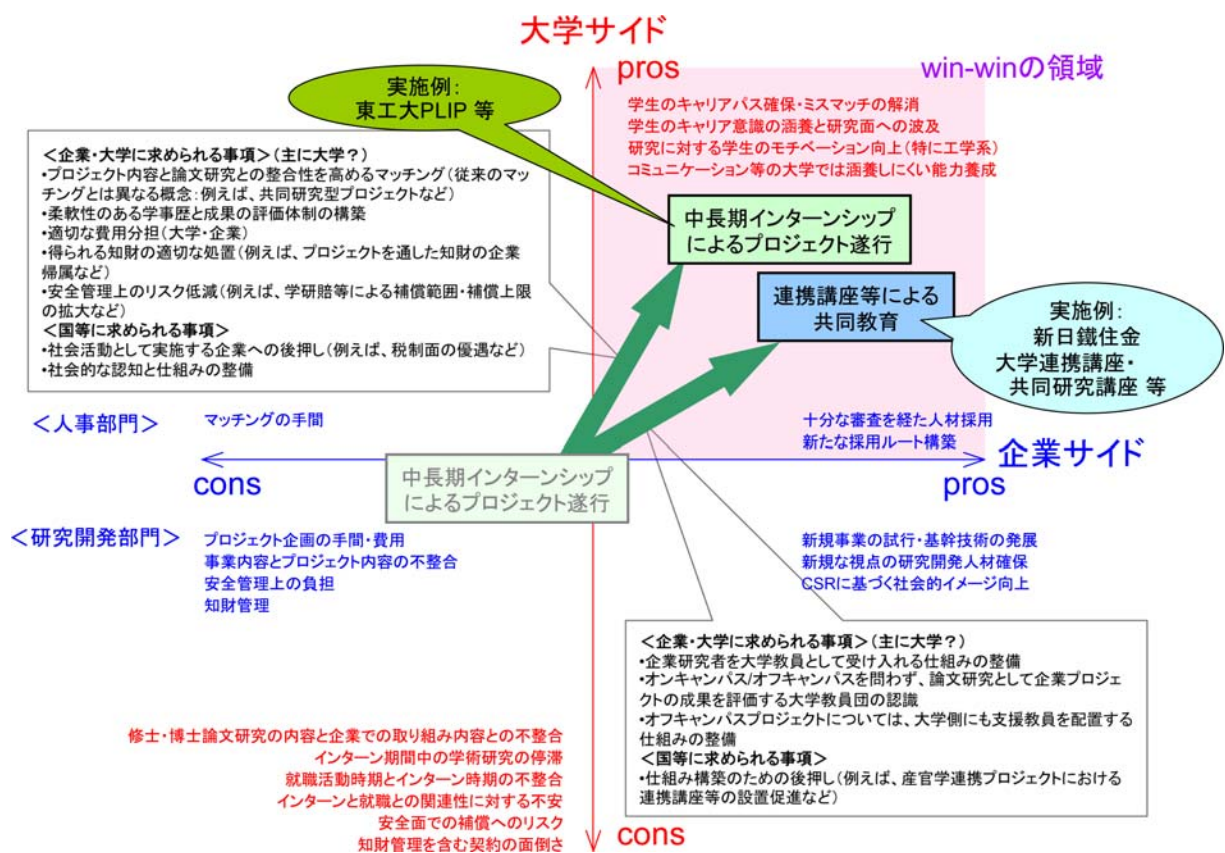 大学サイド
pros
win-winの領域
実施例：
東工大PLIP 等
学生のキャリアパス確保・ミスマッチの解消
学生のキャリア意識の涵養と研究面への波及
研究に対する学生のモチベーション向上（特に工学系）
コミュニケーション等の大学では涵養しにくい能力養成
＜企業・大学に求められる事項＞（主に大学？）
•プロジェクト内容と論文研究との整合性を高めるマッチング（従来のマッ
チングとは異なる概念：例えば、共同研究型プロジェクトなど）
•柔軟性のある学事歴と成果の評価体制の構築
•適切な費用分担（大学・企業）
•得られる知財の適切な処置（例えば、プロジェクトを通した知財の企業
帰属など）
•安全管理上のリスク低減（例えば、学研賠等による補償範囲・補償上限
の拡大など）
＜国等に求められる事項＞
•社会活動として実施する企業への後押し（例えば、税制面の優遇など）
•社会的な認知と仕組みの整備
中長期インターンシップ
によるプロジェクト遂行
連携講座等による
共同教育
実施例：
新日鐵住金
大学連携講座・
共同研究講座 等
＜人事部門＞
マッチングの手間
十分な審査を経た人材採用
新たな採用ルート構築
企業サイド
cons
pros
中長期インターンシップ
によるプロジェクト遂行
＜研究開発部門＞
プロジェクト企画の手間・費用
事業内容とプロジェクト内容の不整合
安全管理上の負担
知財管理
新規事業の試行・基幹技術の発展
新規な視点の研究開発人材確保
CSRに基づく社会的イメージ向上
＜企業・大学に求められる事項＞（主に大学？）
•企業研究者を大学教員として受け入れる仕組みの整備
•オンキャンパス/オフキャンパスを問わず、論文研究として企業プロジェ
クトの成果を評価する大学教員団の認識
•オフキャンパスプロジェクトについては、大学側にも支援教員を配置する
仕組みの整備
＜国等に求められる事項＞
•仕組み構築のための後押し（例えば、産官学連携プロジェクトにおける
連携講座等の設置促進など）
修士・博士論文研究の内容と企業での取り組み内容との不整合
インターン期間中の学術研究の停滞
就職活動時期とインターン時期の不整合
インターンと就職との関連性に対する不安
安全面での補償へのリスク
知財管理を含む契約の面倒さ
cons